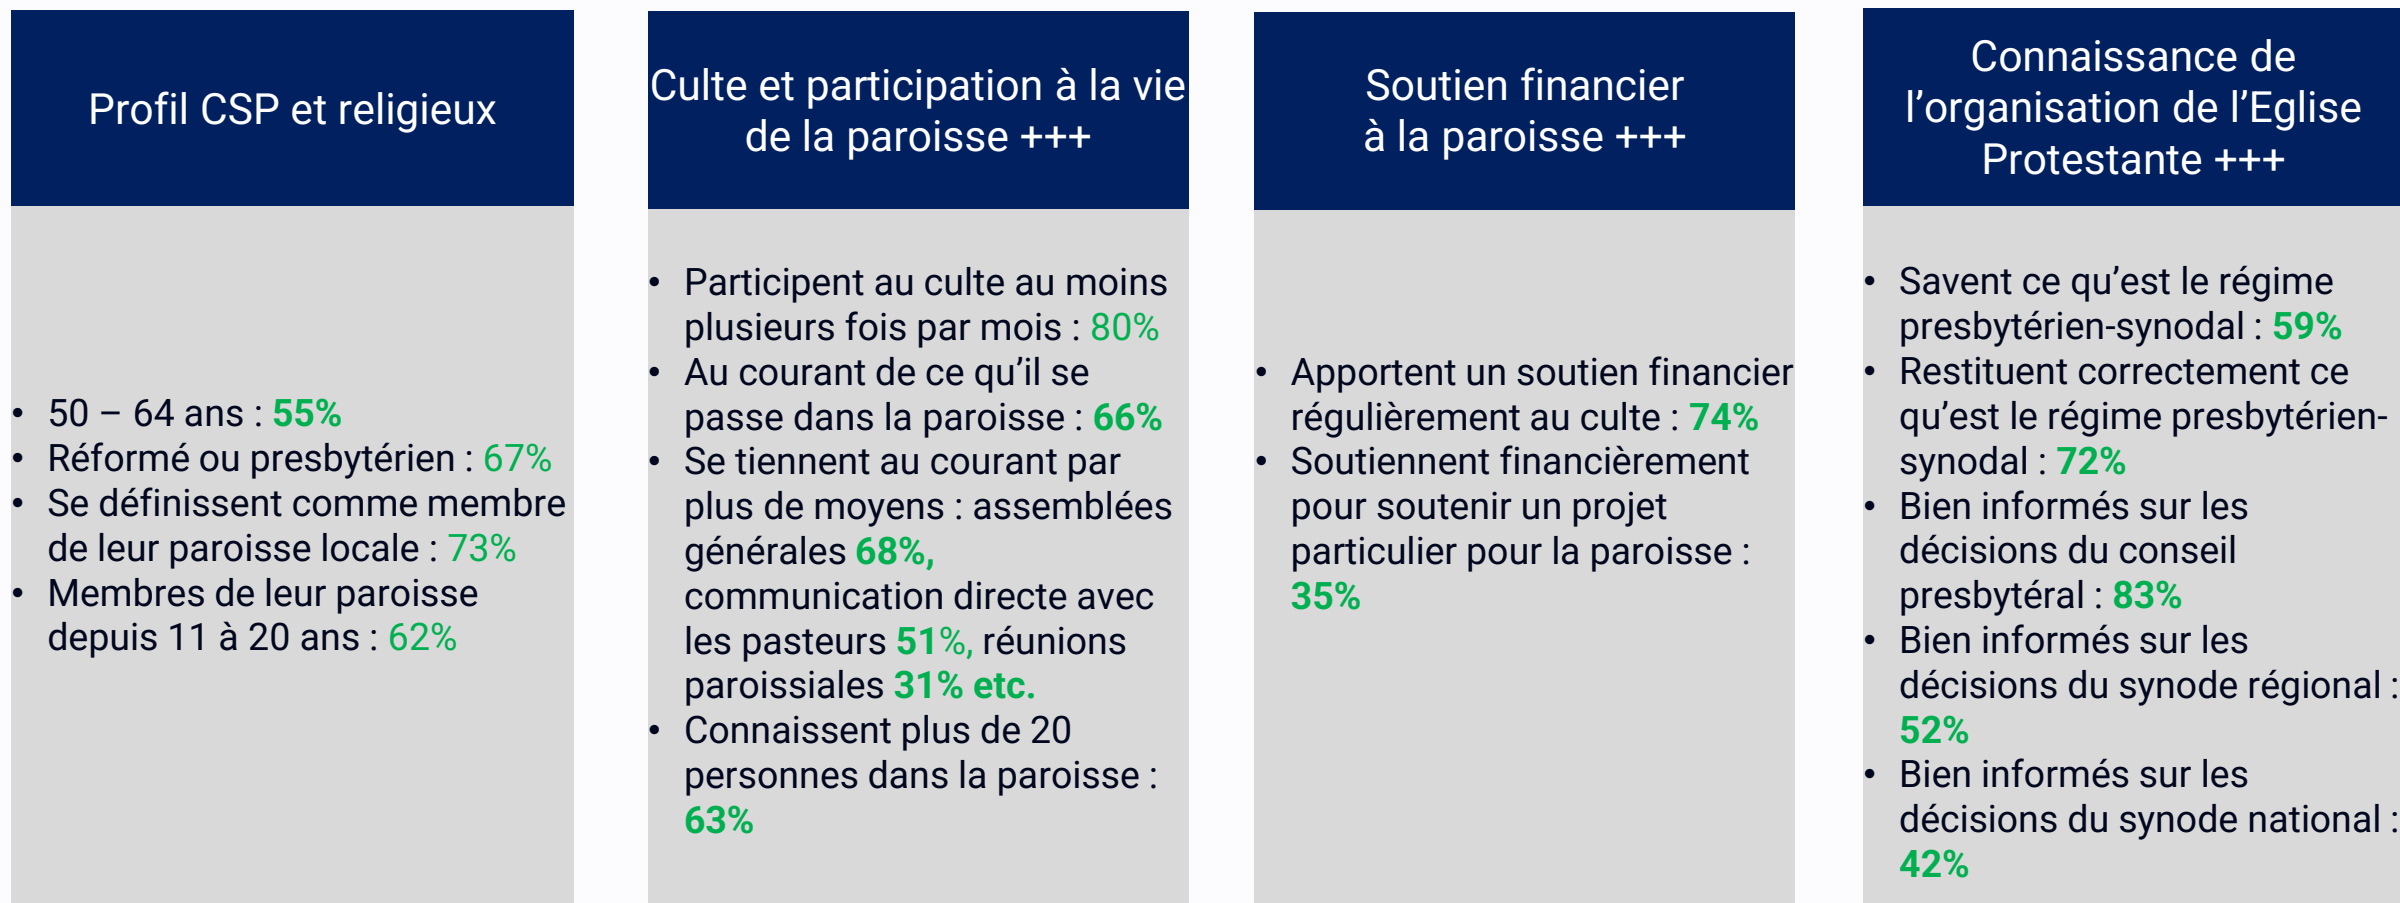 Profil CSP et religieux
• 50 – 64 ans : 55%
• Réformé ou presbytérien : 67%
• Se définissent comme membre
de leur paroisse locale : 73%
• Membres de leur paroisse
depuis 11 à 20 ans : 62%
Culte et participation à la vie
de la paroisse +++
• Participent au culte au moins
plusieurs fois par mois : 80%
• Au courant de ce qu’il se
passe dans la paroisse : 66%
• Se tiennent au courant par
plus de moyens : assemblées
générales 68%,
communication directe avec
les pasteurs 51%, réunions
paroissiales 31% etc.
• Connaissent plus de 20
personnes dans la paroisse :
63%
Soutien financier
à la paroisse +++
• Apportent un soutien financier
régulièrement au culte : 74%
• Soutiennent financièrement
pour soutenir un projet
particulier pour la paroisse :
35%
Connaissance de
l’organisation de l’Eglise
Protestante +++
• Savent ce qu’est le régime
presbytérien-synodal : 59%
• Restituent correctement ce
qu’est le régime presbytérien-
synodal : 72%
• Bien informés sur les
décisions du conseil
presbytéral : 83%
• Bien informés sur les
décisions du synode régional :
52%
• Bien informés sur les
décisions du synode national :
42%